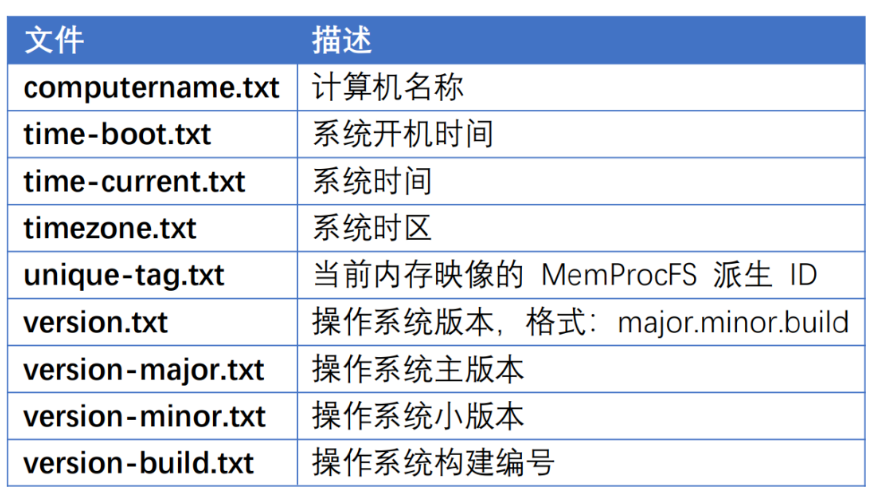 文件 描述
computername.txt 计算机名称
time-boot.txt 系统开机时间
time-current.txt 系统时间
timezone.txt 系统时区
unique-tag.txt 当前内存映像的 MemProcFS 派生 ID
version.txt 操作系统版本，格式：major.minor.build
version-major.txt 操作系统主版本
version-minor.txt 操作系统小版本
version-build.txt 操作系统构建编号